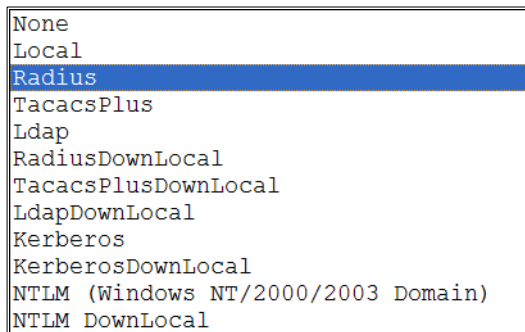 None
Local
Radius
TacacsPlus
Ldap
RadiusDownLocal
TacacsPlusDownLocal
LdapDownLocal
Kerberos
KerberosDownLocal
NTLM (Windows NT/2000/2003 Domain)
NTLM DownLocal